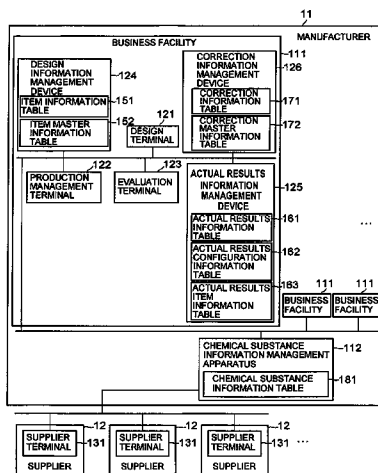 11
MANUFACTURER
BUSINESS FACILITY
111
DESIGN
INFORMATION
MANAGEMENT
DEVICE
124
ITEM INFORMATION
TABLE
151
ITEM MASTER
INFORMATION
TABLE
152
121
DESIGN
TERMINAL
CORRECTION
INFORMATION
MANAGEMENT
DEVICE
126
CORRECTION
INFORMATION
TABLE
171
CORRECTION
MASTER
INFORMATION
TABLE
172
122
PRODUCTION
MANAGEMENT
TERMINAL
123
EVALUATION
TERMINAL
ACTUAL RESULTS
INFORMATION
MANAGEMENT
DEVICE
125
ACTUAL RESULTS
INFORMATION
TABLE
161
ACTUAL RESULTS
CONFIGURATION
INFORMATION
TABLE
162
ACTUAL RESULTS
ITEM
INFORMATION
TABLE
163
...
111
BUSINESS
FACILITY
111
BUSINESS
FACILITY
CHEMICAL SUBSTANCE
INFORMATION MANAGEMENT
APPARATUS
112
CHEMICAL SUBSTANCE
INFORMATION TABLE
181
12
SUPPLIER
TERMINAL
131
SUPPLIER
12
SUPPLIER
TERMINAL
131
SUPPLIER
12
SUPPLIER
TERMINAL
131
SUPPLIER
...